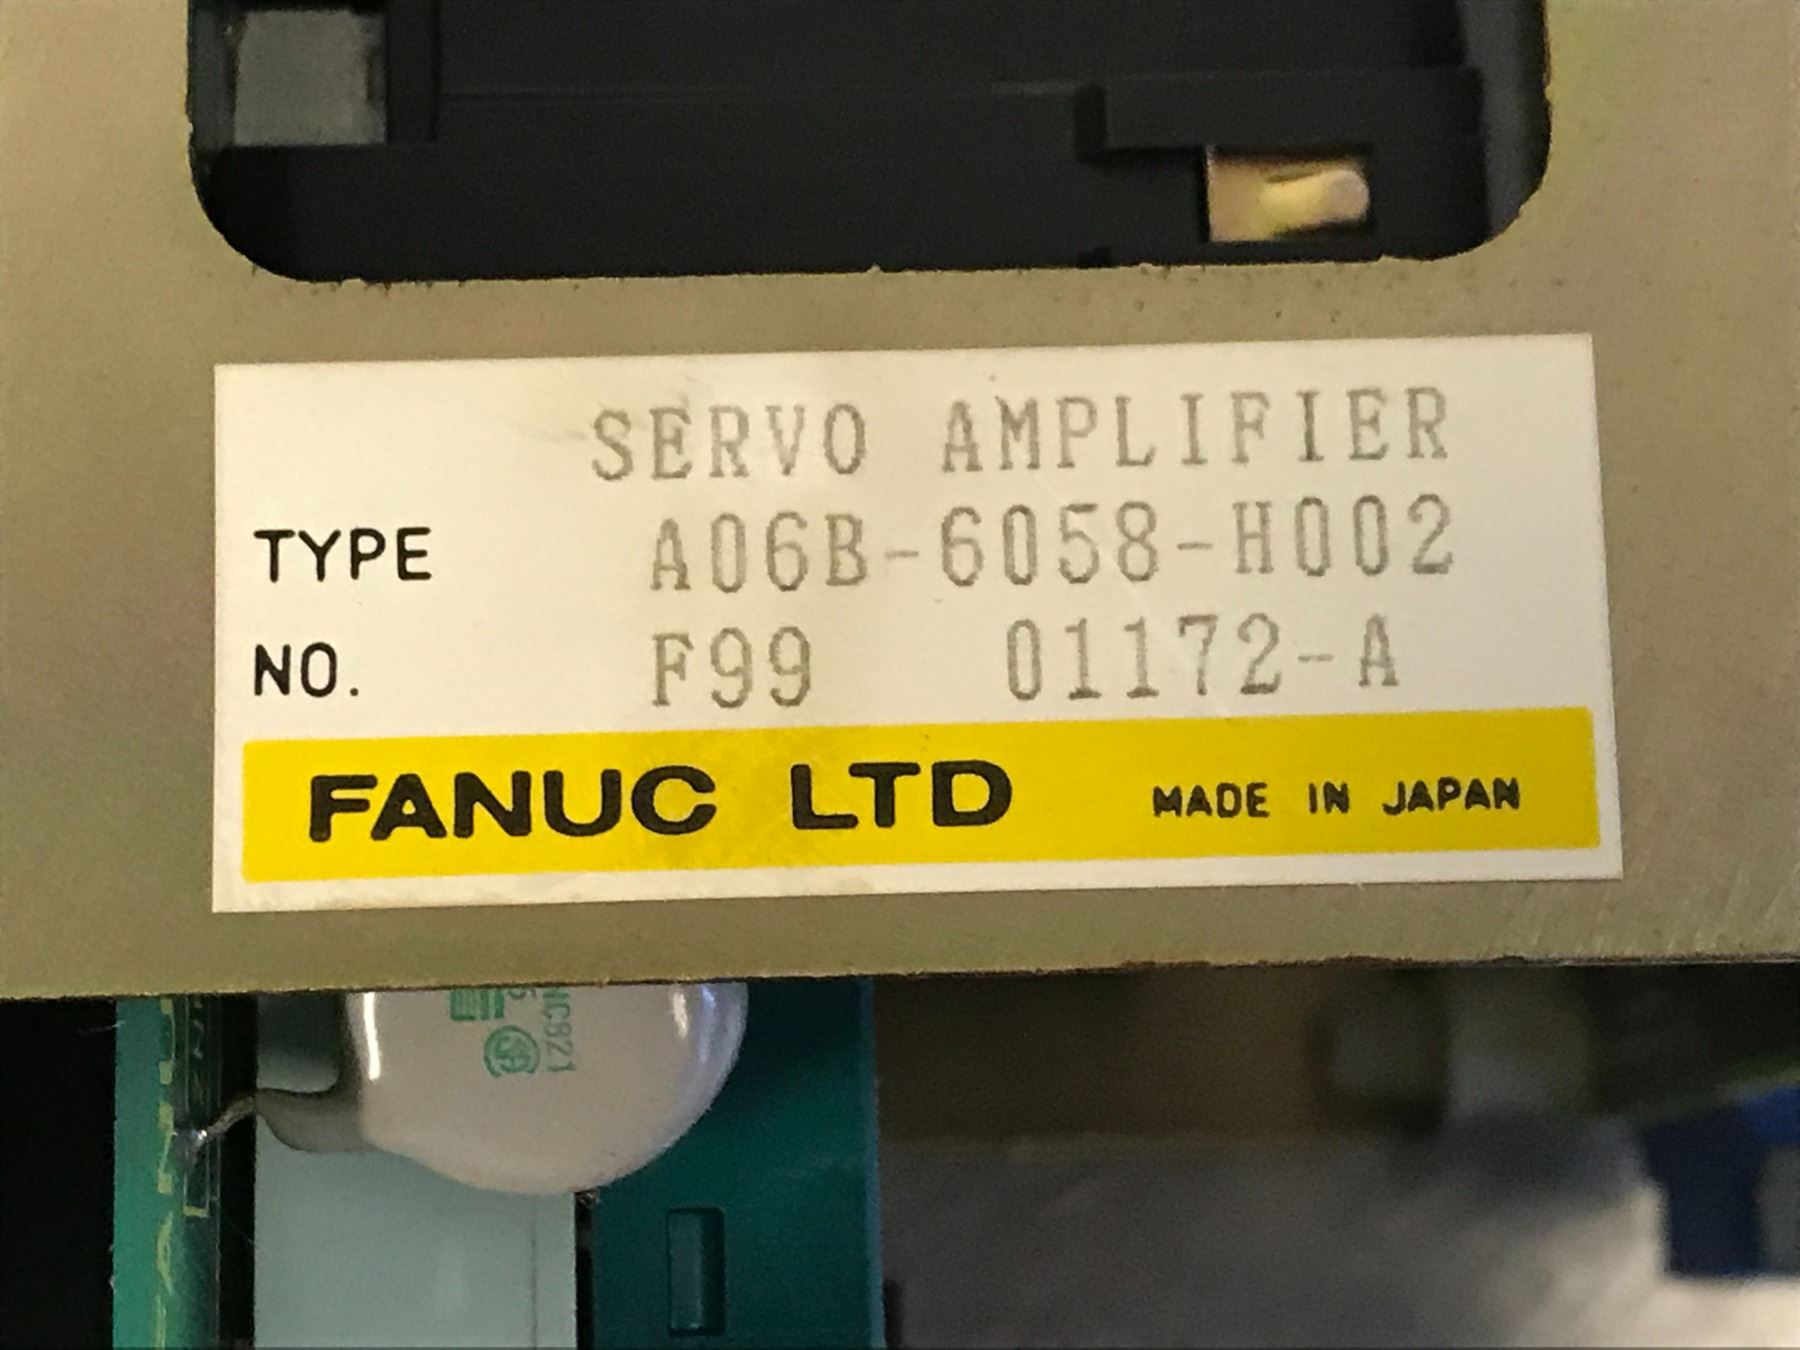 SERVO AMPLIFIER
TYPE A06B-6058-H002
NO. F99 01172-A
FANUC LTD MADE IN JAPAN